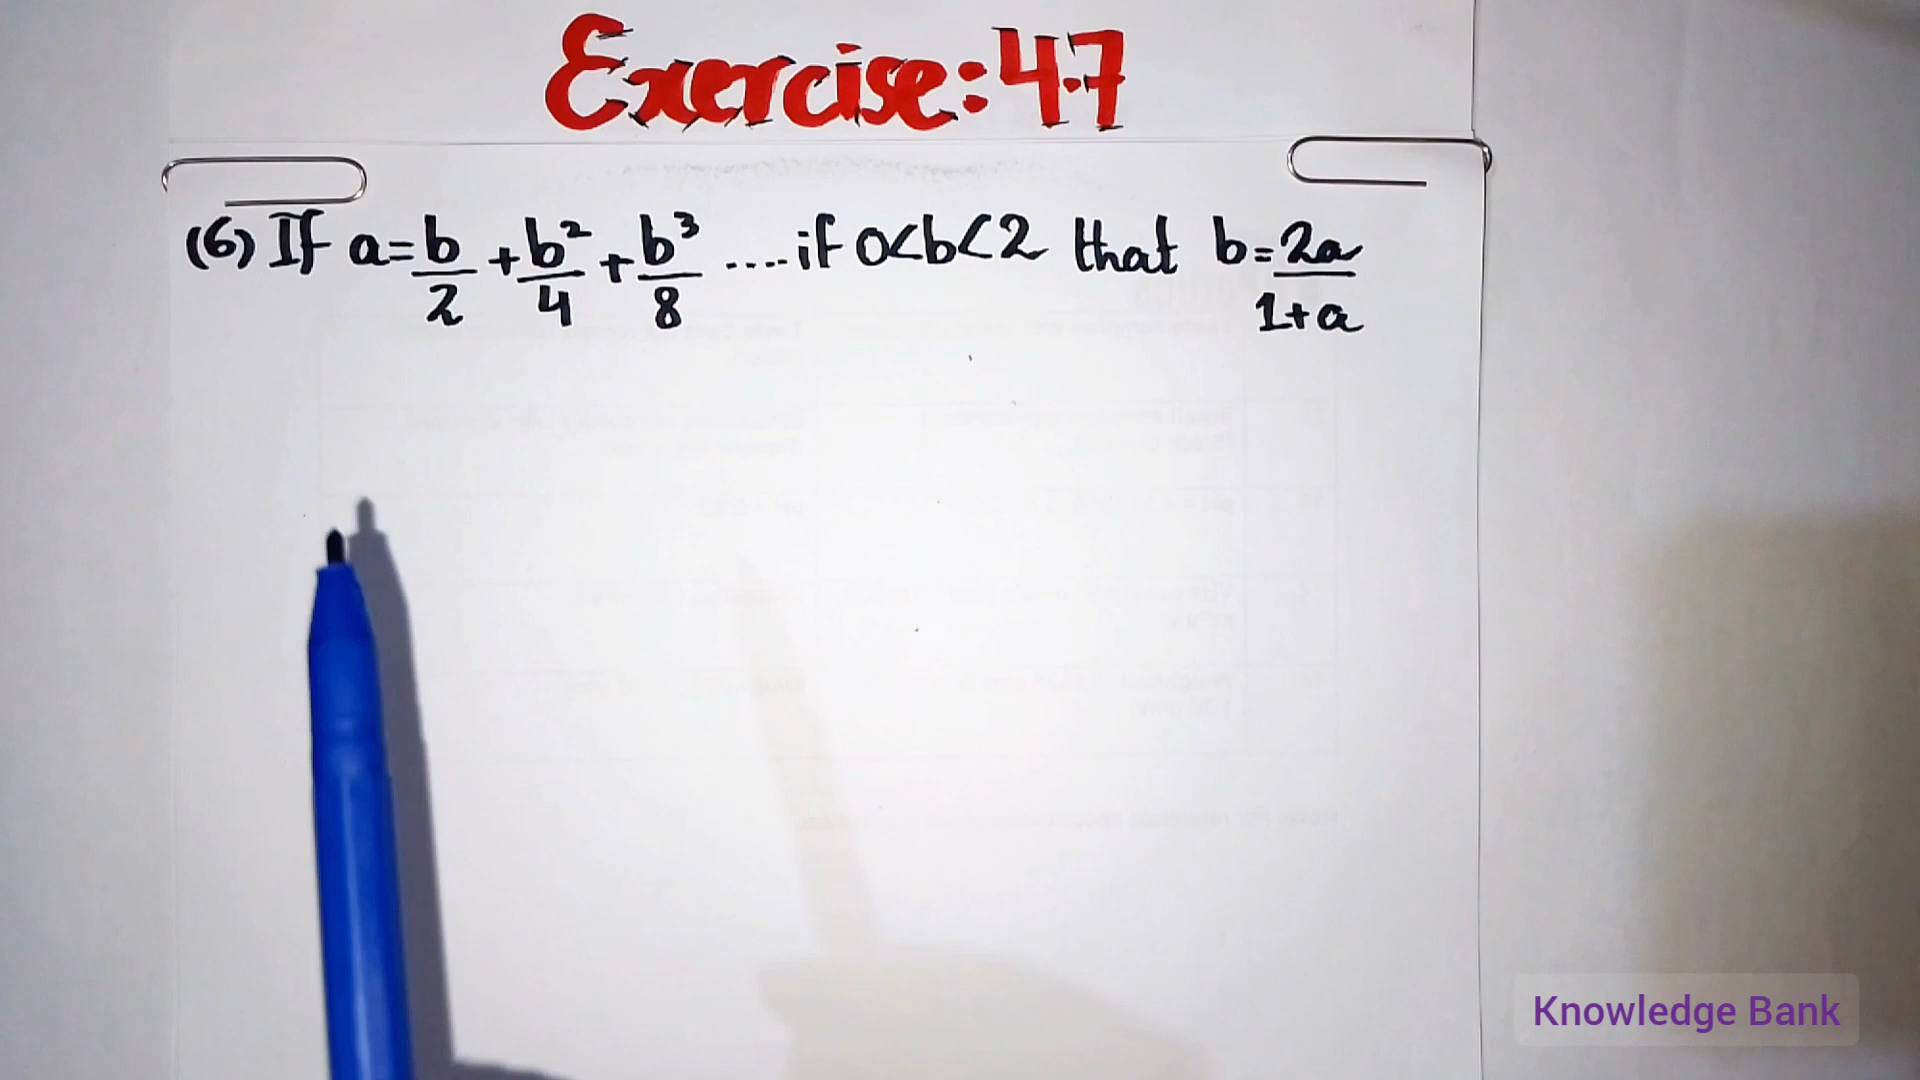 Exercise: 4.7
(6) If a = b/2 + b²/4 + b³/8 .... if 0<b<2 that b = 2a/1+a
Knowledge Bank